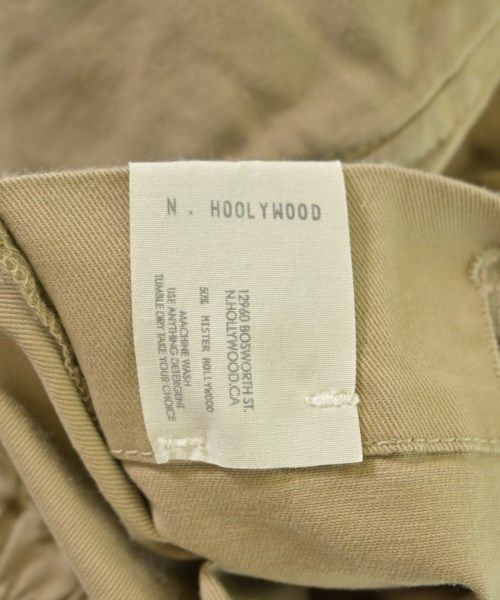 N. HOOLYWOOD
12960 BOSWORTH ST.
N.HOLLYWOOD.CA
50% MISTER HOLLYWOOD
MACHINE WASH
USE ANYTHING DETERGENT
TUMBLE DRY TAKE YOUR CHOICE